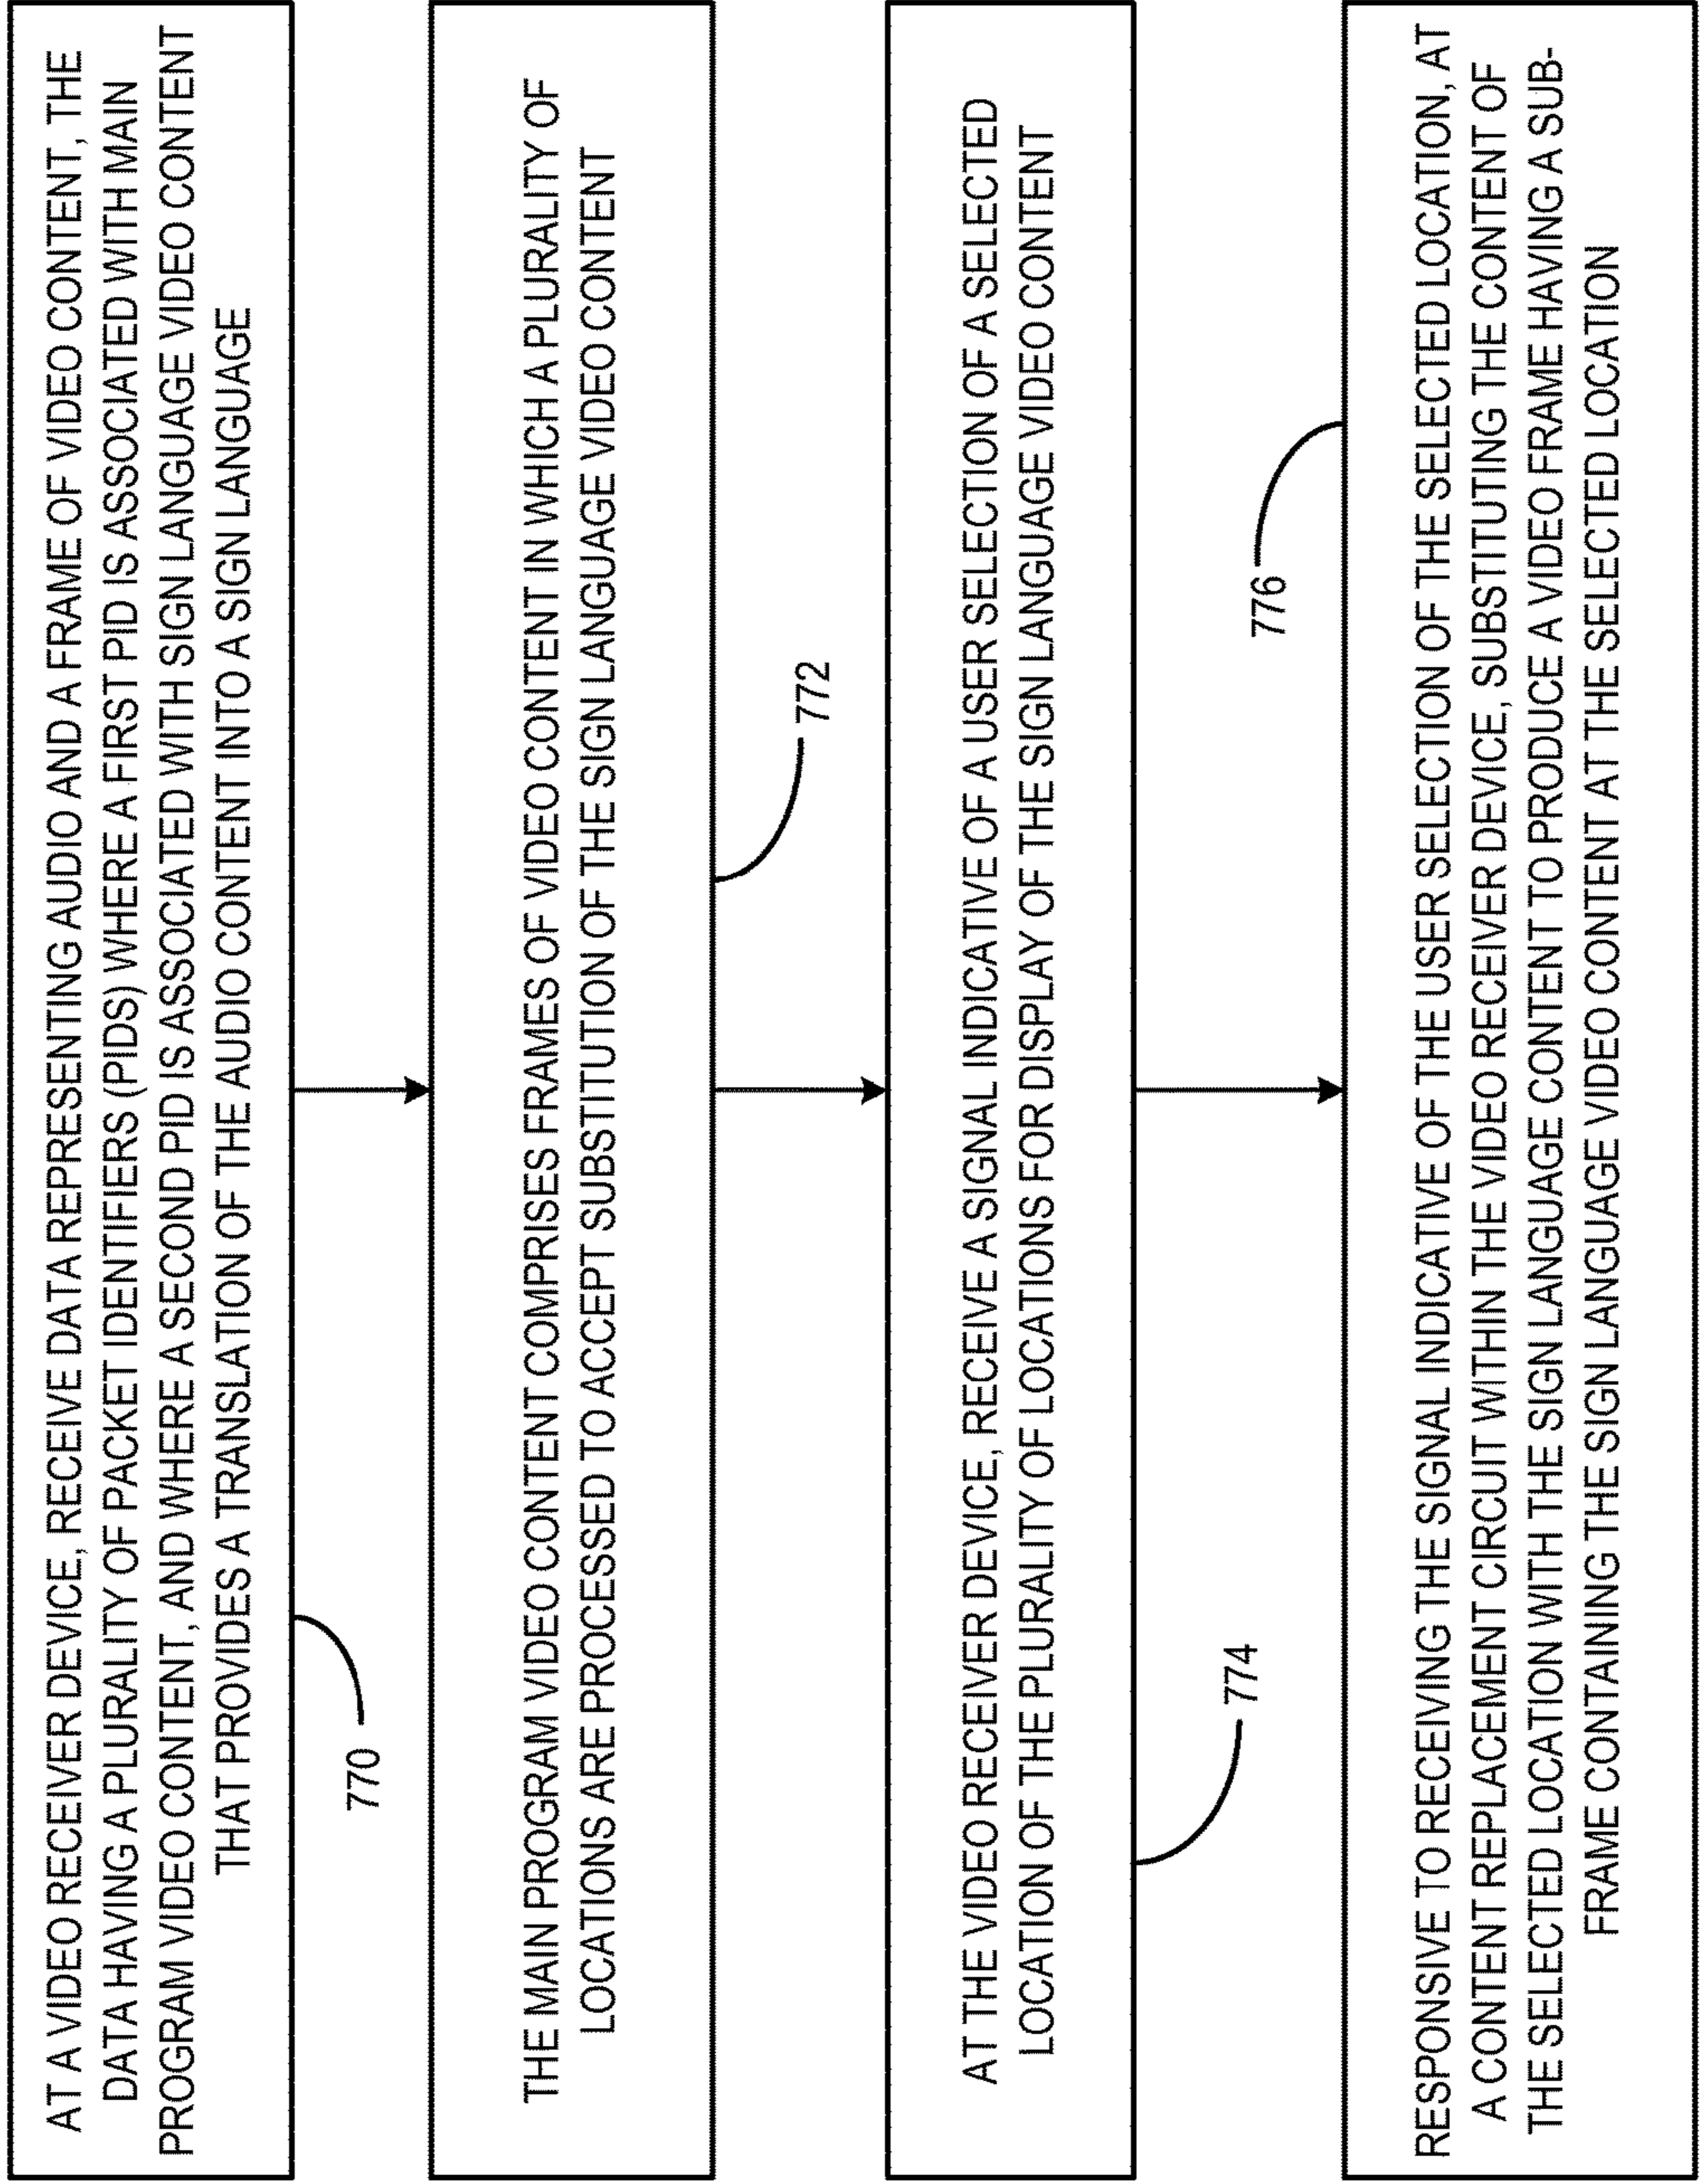 AT A VIDEO RECEIVER DEVICE, RECEIVE DATA REPRESENTING AUDIO AND A FRAME OF VIDEO CONTENT, THE
DATA HAVING A PLURALITY OF PACKET IDENTIFIERS (PIDS) WHERE A FIRST PID IS ASSOCIATED WITH MAIN
PROGRAM VIDEO CONTENT, AND WHERE A SECOND PID IS ASSOCIATED WITH SIGN LANGUAGE VIDEO CONTENT
THAT PROVIDES A TRANSLATION OF THE AUDIO CONTENT INTO A SIGN LANGUAGE
770
THE MAIN PROGRAM VIDEO CONTENT COMPRISES FRAMES OF VIDEO CONTENT IN WHICH A PLURALITY OF
LOCATIONS ARE PROCESSED TO ACCEPT SUBSTITUTION OF THE SIGN LANGUAGE VIDEO CONTENT
772
AT THE VIDEO RECEIVER DEVICE, RECEIVE A SIGNAL INDICATIVE OF A USER SELECTION OF A SELECTED
LOCATION OF THE PLURALITY OF LOCATIONS FOR DISPLAY OF THE SIGN LANGUAGE VIDEO CONTENT
774
RESPONSIVE TO RECEIVING THE SIGNAL INDICATIVE OF THE USER SELECTION OF THE SELECTED LOCATION, AT
A CONTENT REPLACEMENT CIRCUIT WITHIN THE VIDEO RECEIVER DEVICE, SUBSTITUTING THE CONTENT OF
THE SELECTED LOCATION WITH THE SIGN LANGUAGE CONTENT TO PRODUCE A VIDEO FRAME HAVING A SUB-
FRAME CONTAINING THE SIGN LANGUAGE VIDEO CONTENT AT THE SELECTED LOCATION
776